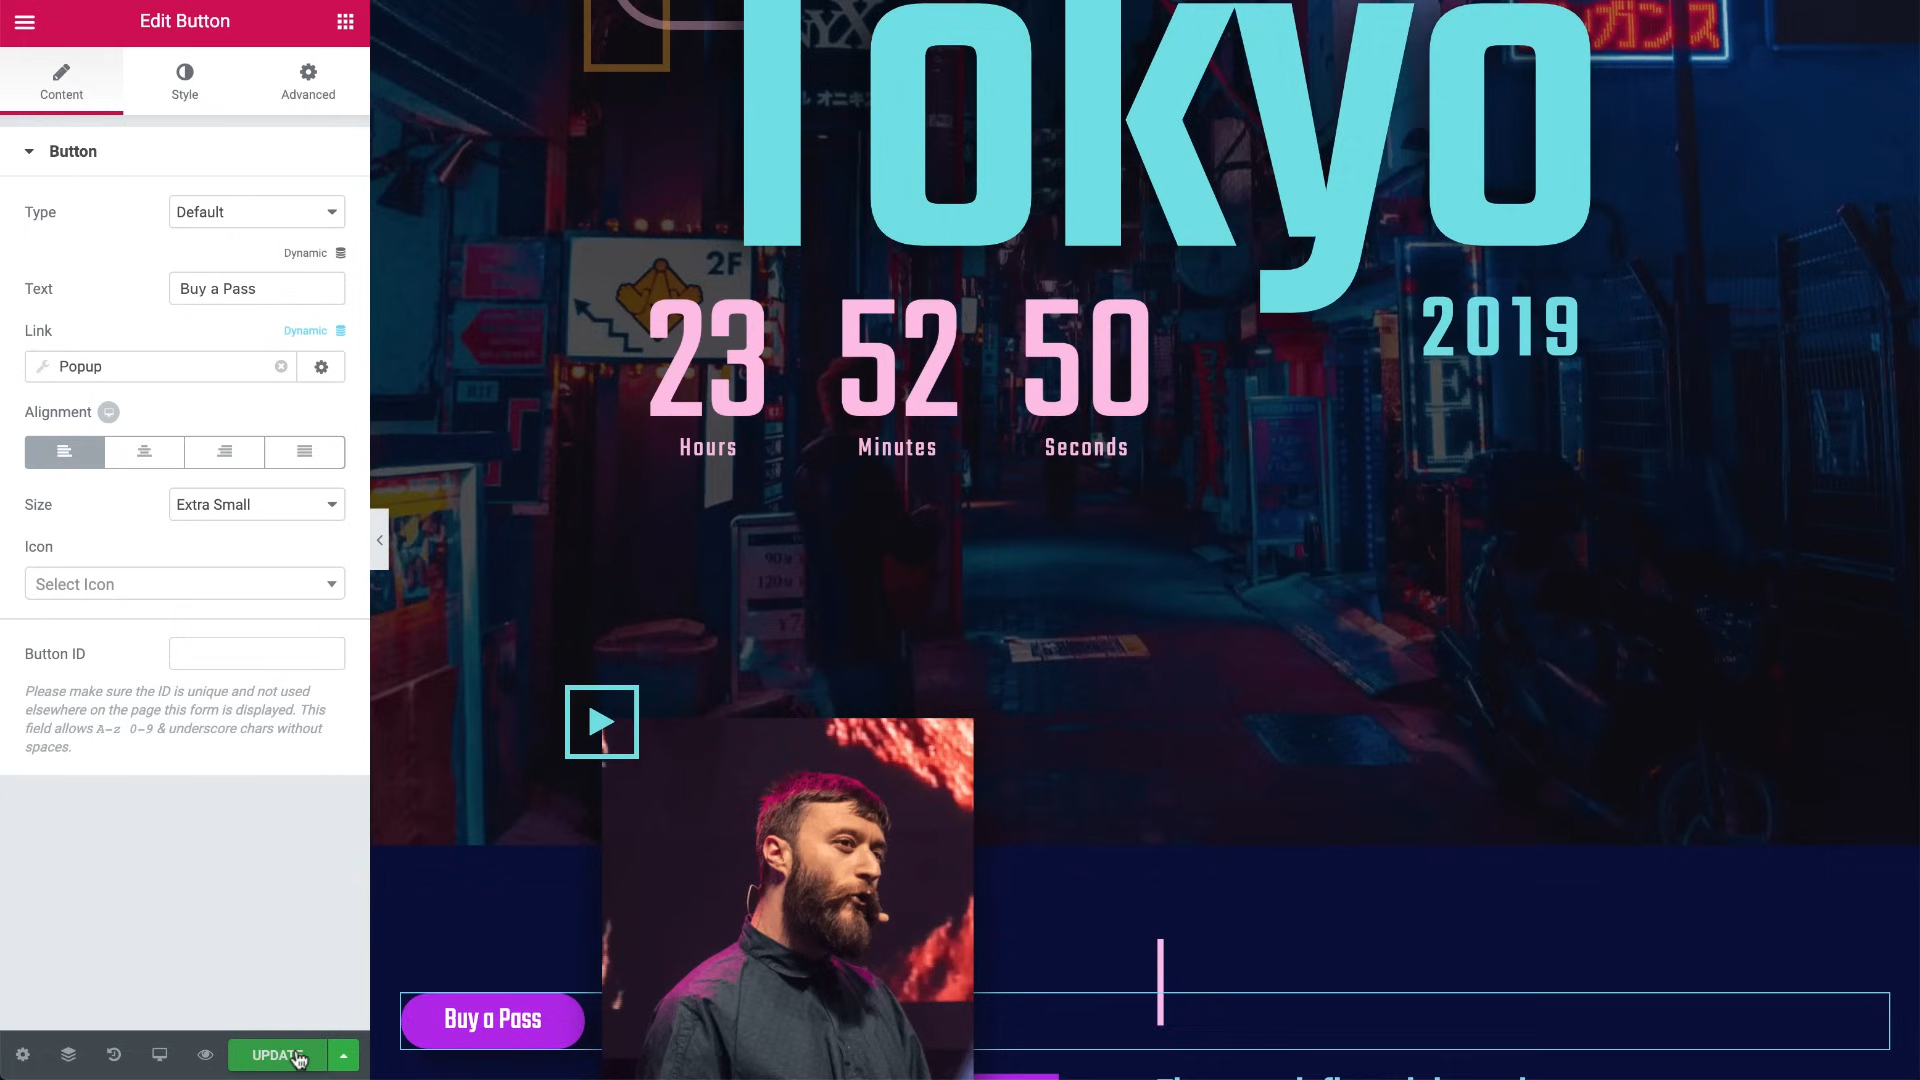 Edit Button
Content
Style
Advanced
Button
Type
Default
Dynamic
Text
Buy a Pass
Link
Dynamic
Popup
Alignment
Size
Extra Small
Icon
Select Icon
Button ID
Please make sure the ID is unique and not used
elsewhere on the page this form is displayed. This
field allows A-z 0-9 & underscore chars without
spaces.
UPDATE
Tokyo
2019
2F
23
52
50
Hours
Minutes
Seconds
Buy a Pass